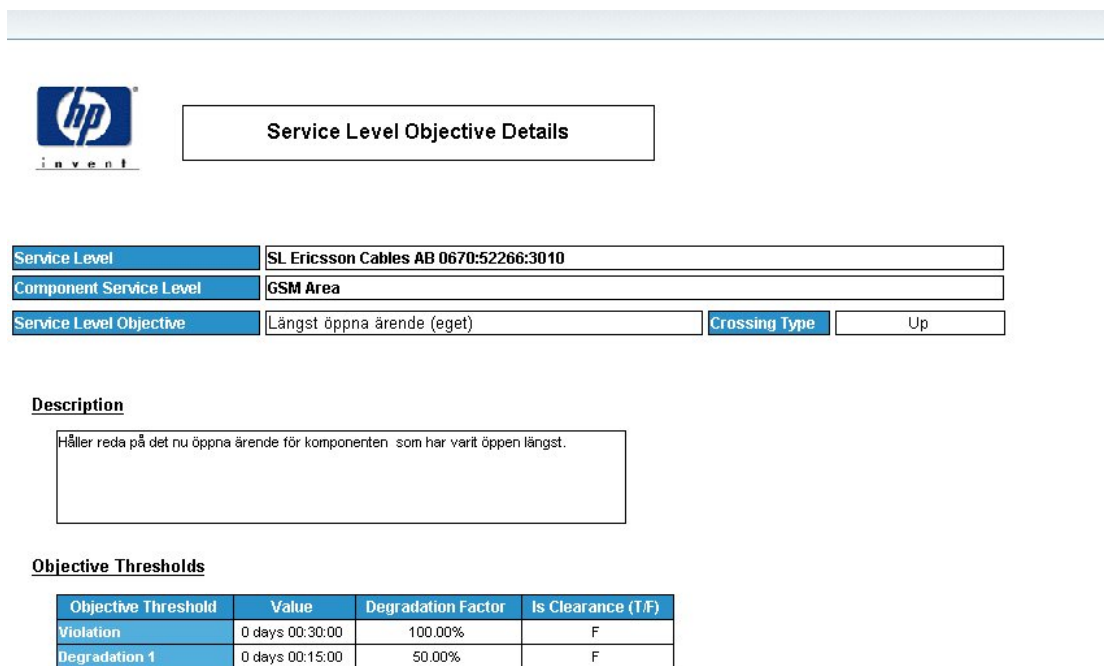 hp
invent
Service Level Objective Details
Service Level SL Ericsson Cables AB 0670:52266:3010
Component Service Level GSM Area
Service Level Objective Längst öppna ärende (eget) Crossing Type Up
Description
Håller reda på det nu öppna ärende för komponenten som har varit öppen längst.
Objective Thresholds
Objective Threshold Value Degradation Factor Is Clearance (T/F)
Violation 0 days 00:30:00 100.00% F
Degradation 1 0 days 00:15:00 50.00% F